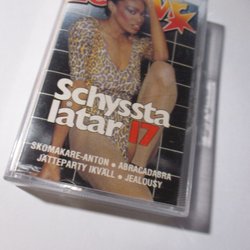 Schyssta
låtar 17
SKOMAKARE-ANTON • ABRACADABRA
JÄTTEPARTY IKVÄLL • JEALOUSY